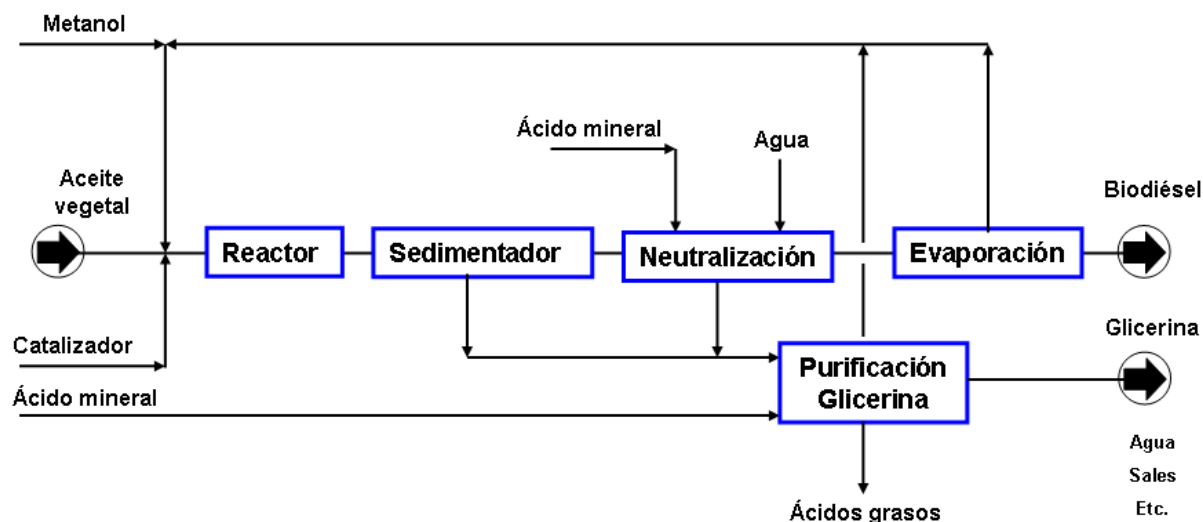 Metanol
Ácido mineral
Agua
Aceite
vegetal
Biodiésel
Reactor
Sedimentador
Neutralización
Evaporación
Catalizador
Glicerina
Ácido mineral
Purificación
Glicerina
Agua
Sales
Etc.
Ácidos grasos